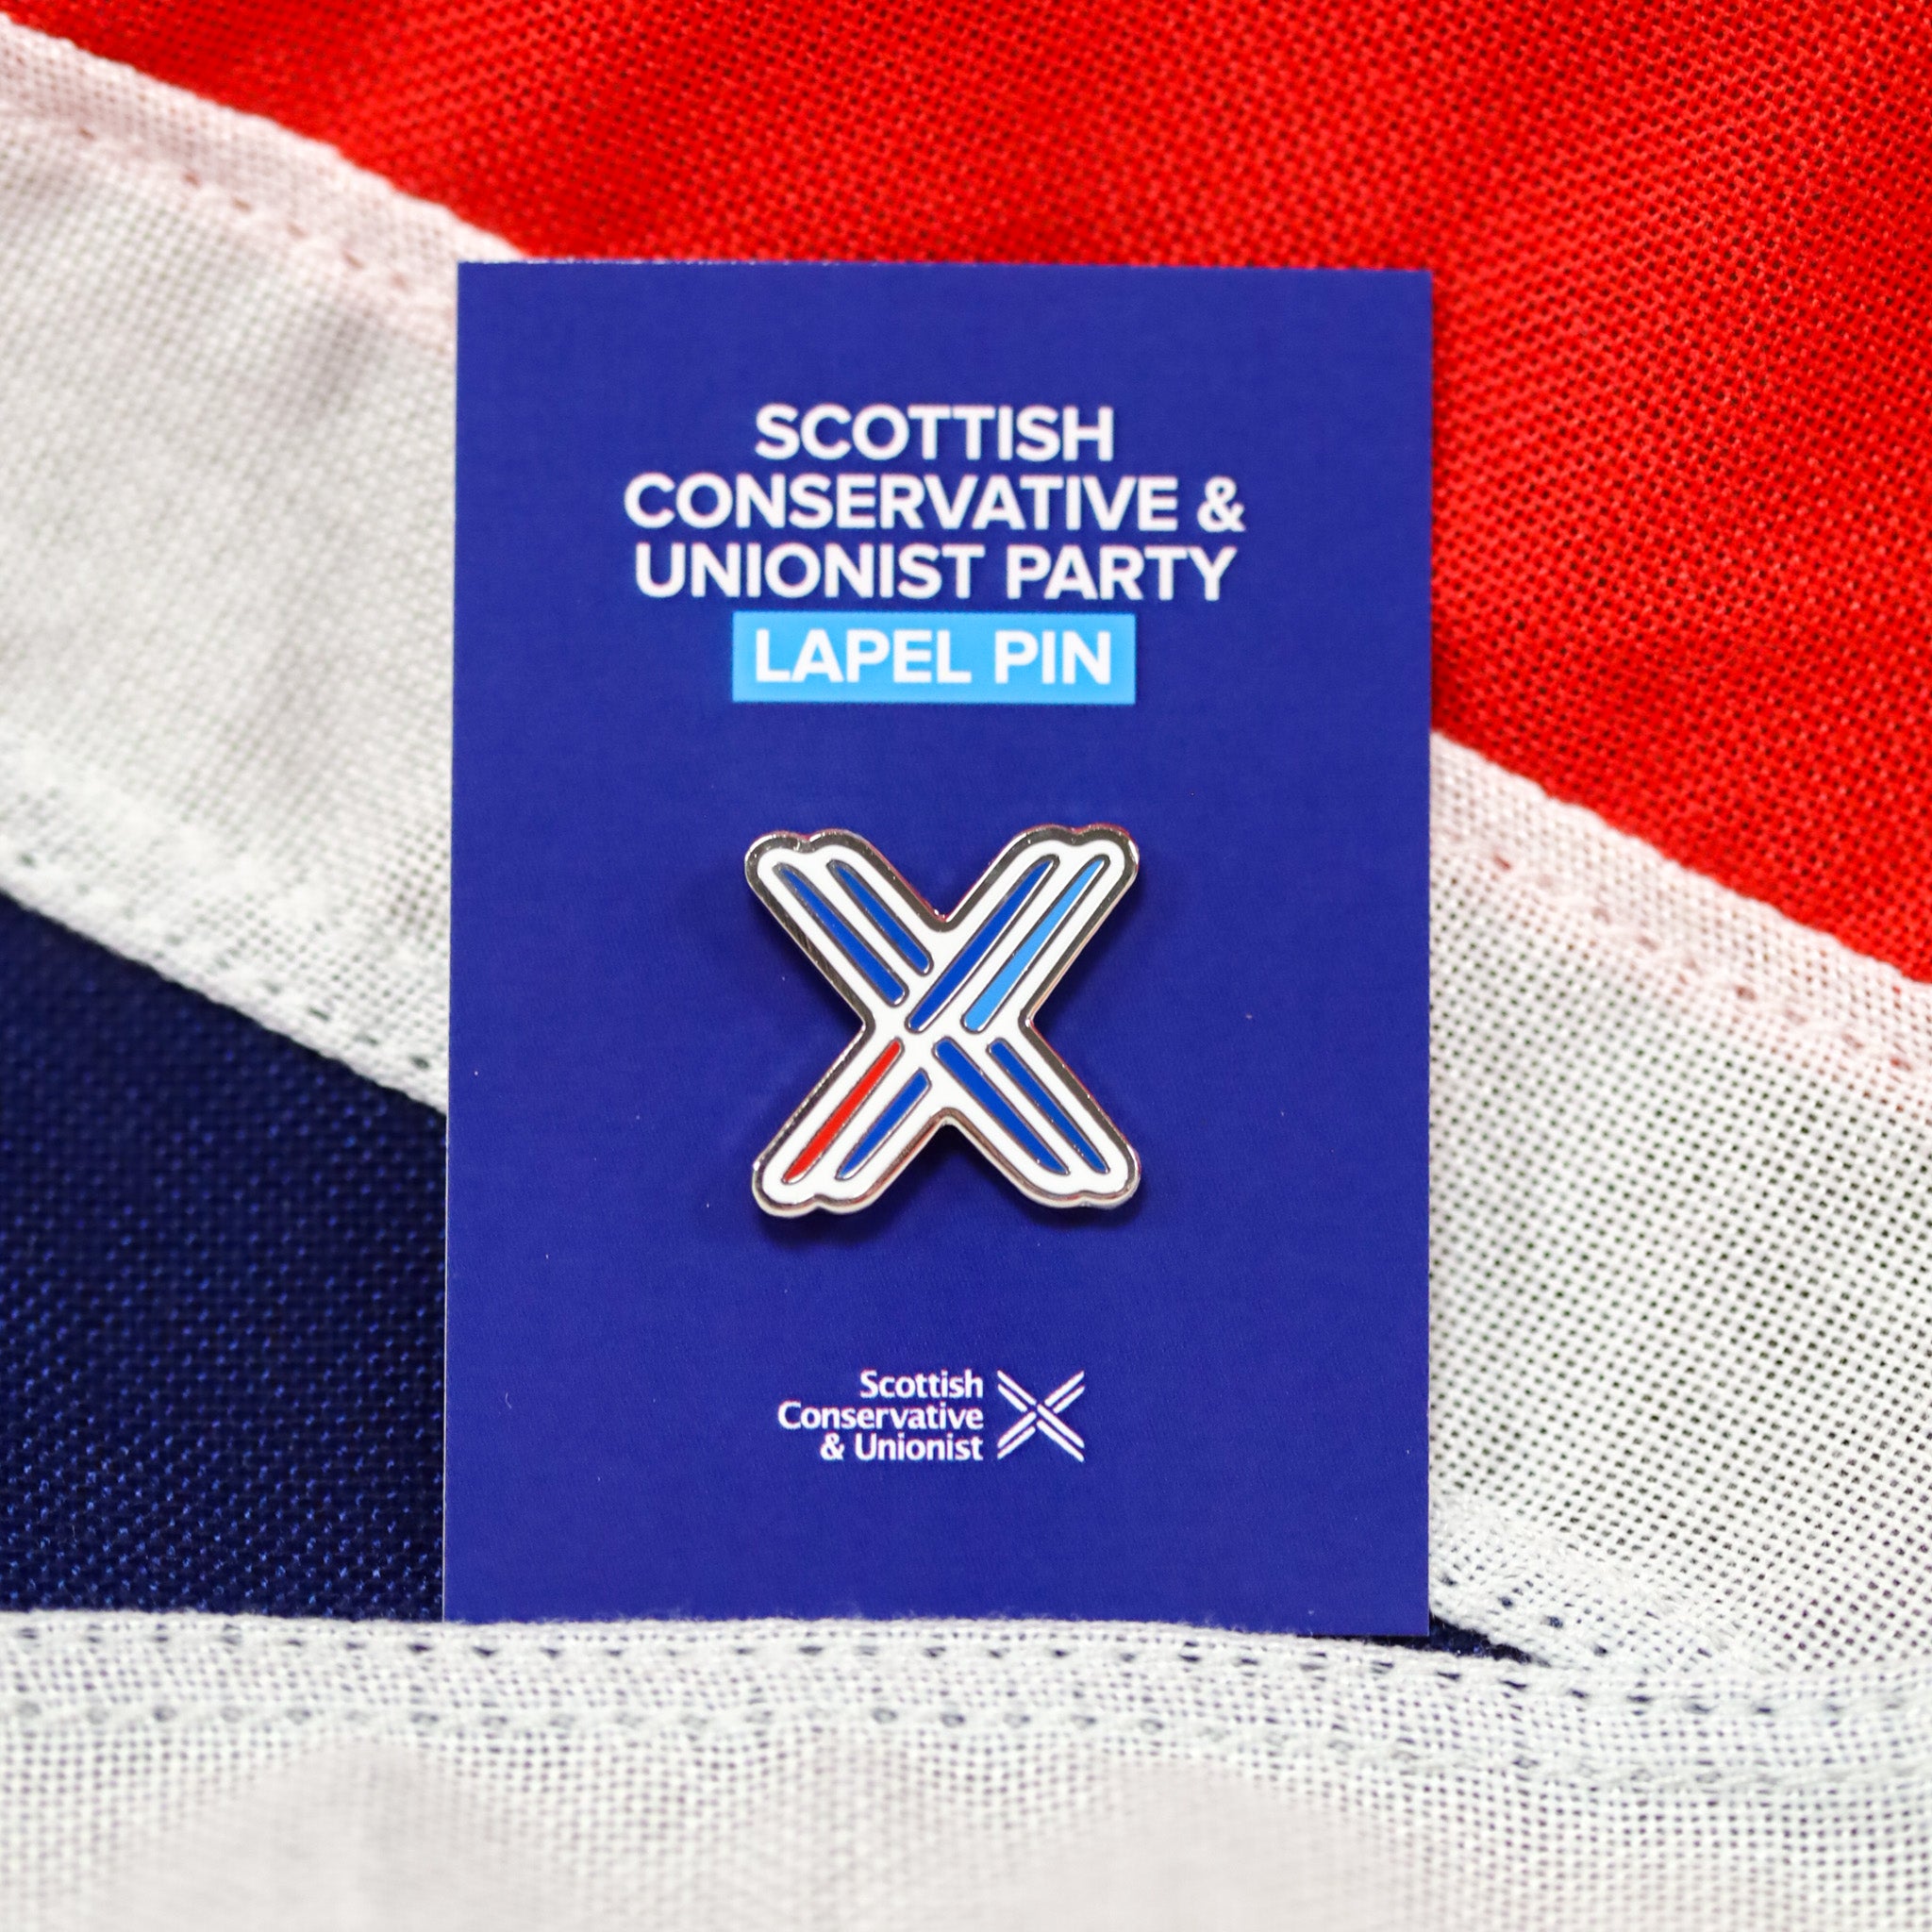 SCOTTISH
CONSERVATIVE &
UNIONIST PARTY
LAPEL PIN
Scottish
Conservative
& Unionist